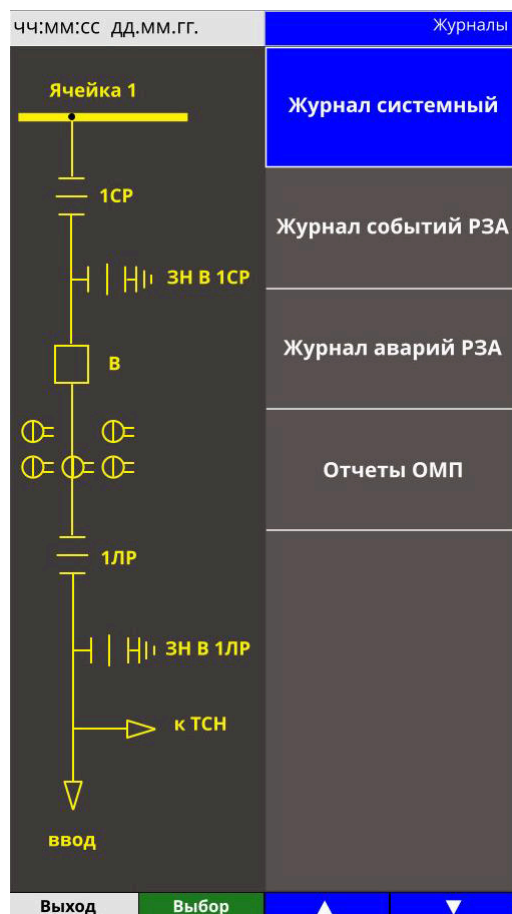 чч:мм:сс дд.мм.гг.
Журналы
Ячейка 1
1СР
ЗН В 1СР
В
1ЛР
ЗН В 1ЛР
к ТСН
ввод
Журнал системный
Журнал событий РЗА
Журнал аварий РЗА
Отчеты ОМП
Выход
Выбор